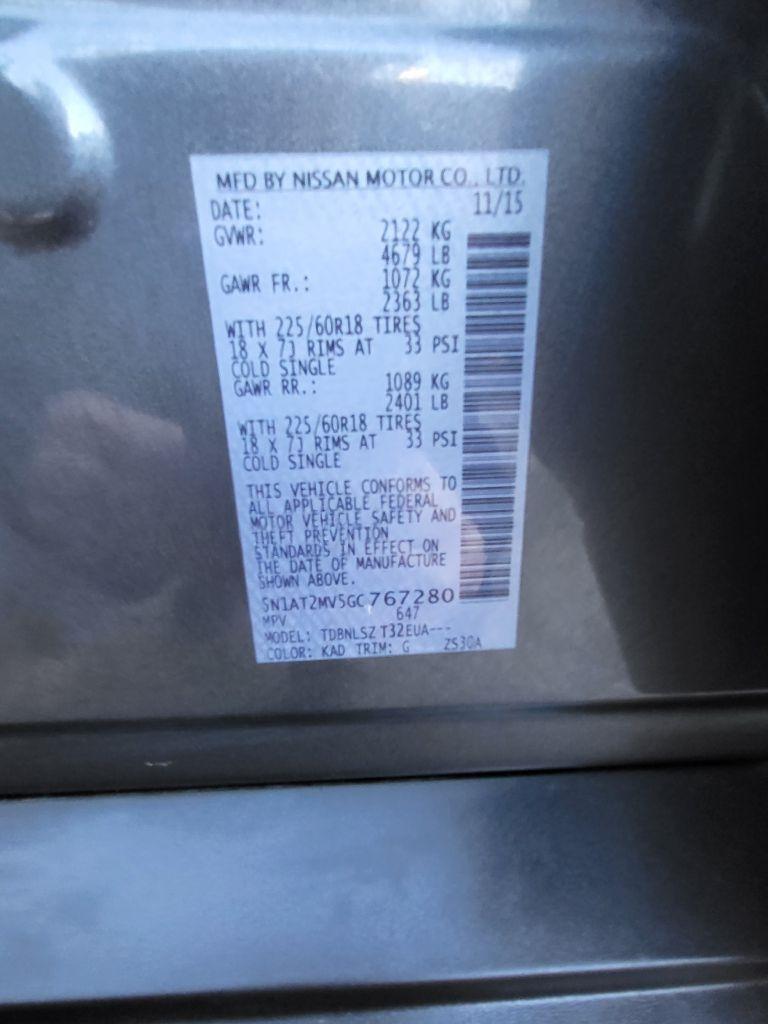 MFD BY NISSAN MOTOR CO., LTD.
DATE: 11/15
GVWR: 2122 KG
4679 LB
GAWR FR.: 1072 KG
2363 LB
WITH 225/60R18 TIRES
18 X 7J RIMS AT 33 PSI
COLD SINGLE
GAWR RR.: 1089 KG
2401 LB
WITH 225/60R18 TIRES
18 X 7J RIMS AT 33 PSI
COLD SINGLE
THIS VEHICLE CONFORMS TO
ALL APPLICABLE FEDERAL
MOTOR VEHICLE SAFETY AND
THEFT PREVENTION
STANDARDS IN EFFECT ON
THE DATE OF MANUFACTURE
SHOWN ABOVE.
5N1AT2MV5GC767280
MPV 647
MODEL: TDBNLSZ T32EUA---
COLOR: KAD TRIM: G ZS30A